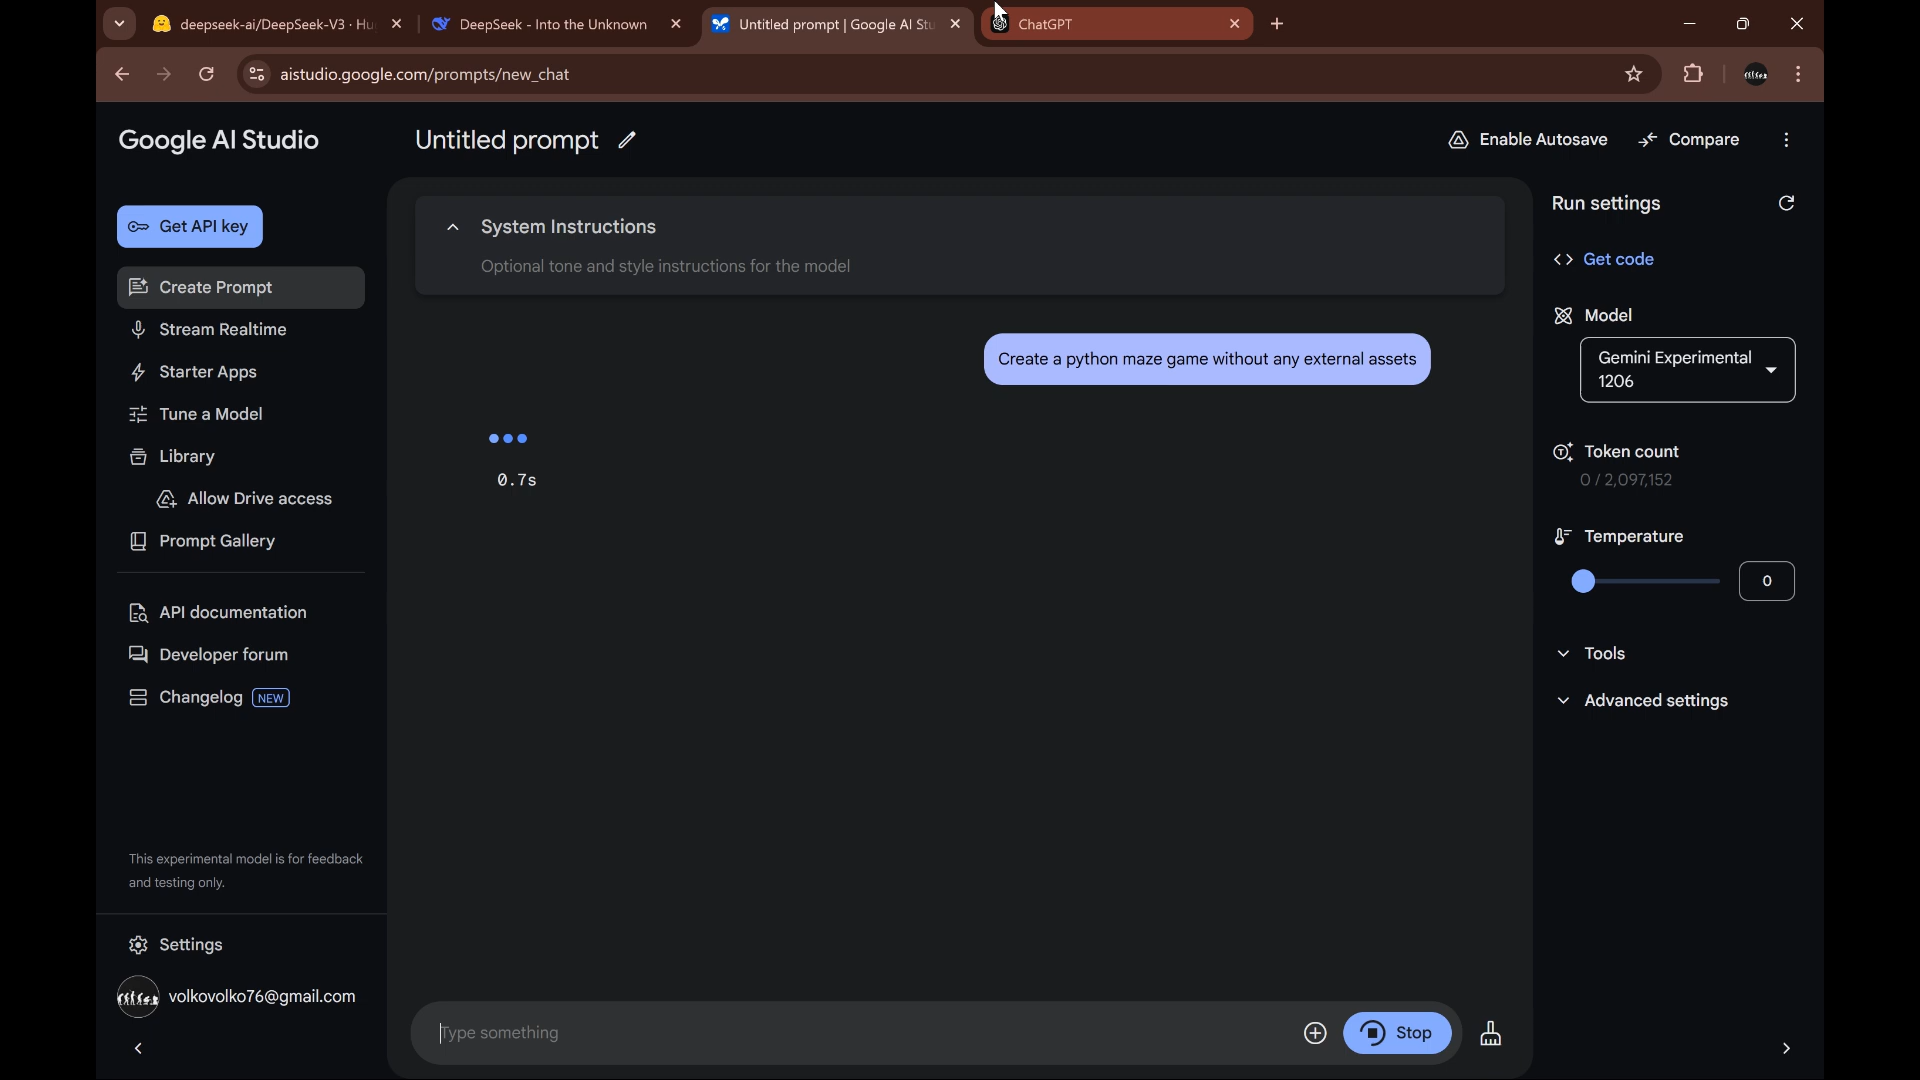 deepseek-ai/DeepSeek-V3 · Hu
DeepSeek - Into the Unknown
Untitled prompt | Google AI Stu
ChatGPT
aistudio.google.com/prompts/new_chat
Google AI Studio
Untitled prompt
Enable Autosave
Compare
Get API key
Create Prompt
Stream Realtime
Starter Apps
Tune a Model
Library
Allow Drive access
Prompt Gallery
API documentation
Developer forum
Changelog NEW
This experimental model is for feedback
and testing only.
Settings
volkovolko76@gmail.com
System Instructions
Optional tone and style instructions for the model
Create a python maze game without any external assets
0.7s
Type something
Stop
Run settings
Get code
Model
Gemini Experimental
1206
Token count
0 / 2,097,152
Temperature
0
Tools
Advanced settings